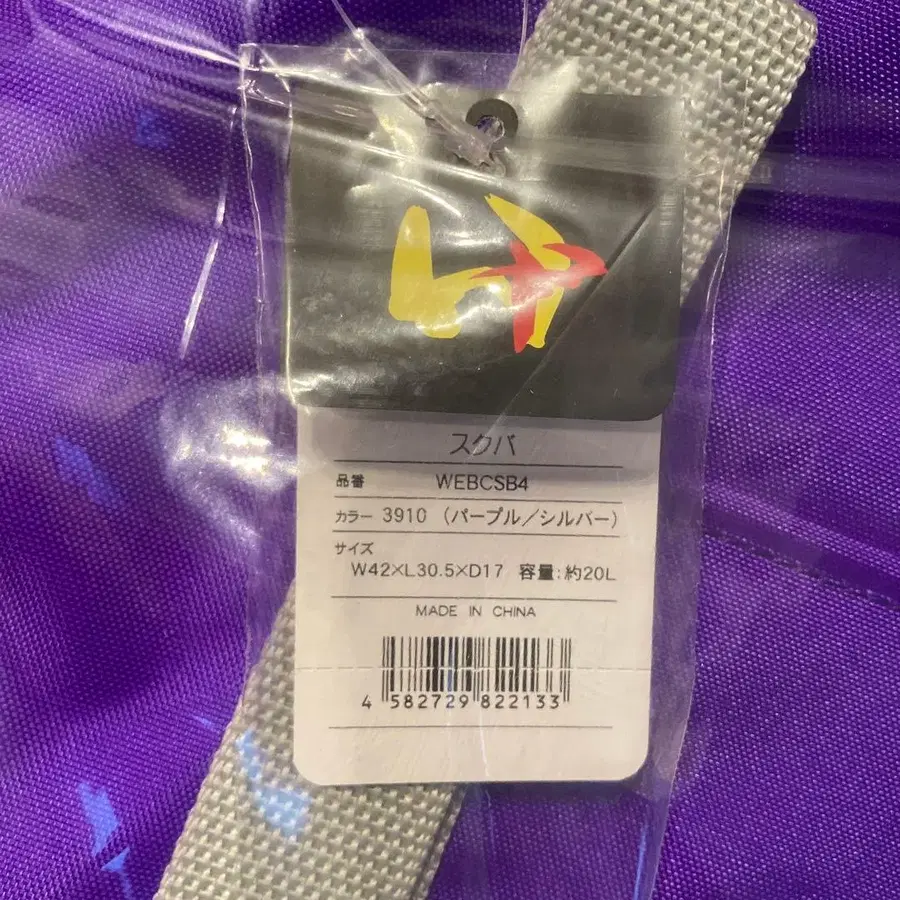 スクバ
品番 WEBCSB4
カラー 3910 (パープル/シルバー)
サイズ
W42×L30.5×D17 容量:約20L
MADE IN CHINA
4 582729 822133